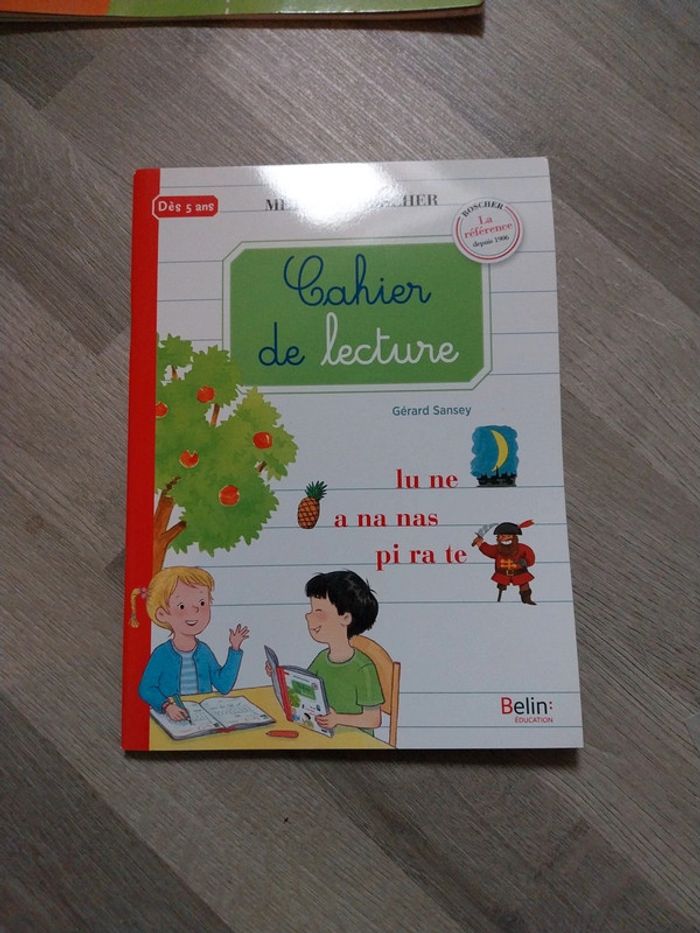 Dès 5 ans
BOSCHER
La
référence
depuis 1906
Cahier
de lecture
Gérard Sansey
lu ne
a na nas
pi ra te
Belin:
ÉDUCATION